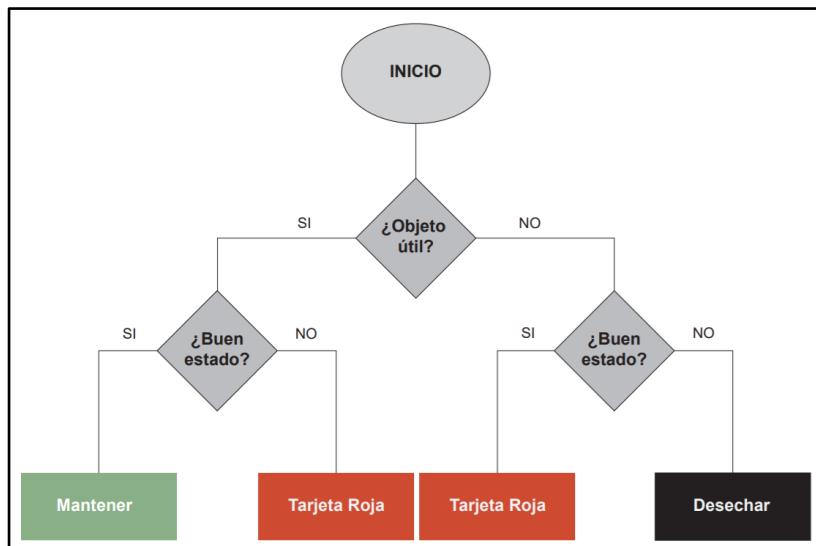 INICIO
SI
¿Objeto
útil?
NO
SI
¿Buen
estado?
NO
SI
¿Buen
estado?
NO
Mantener
Tarjeta Roja
Tarjeta Roja
Desechar